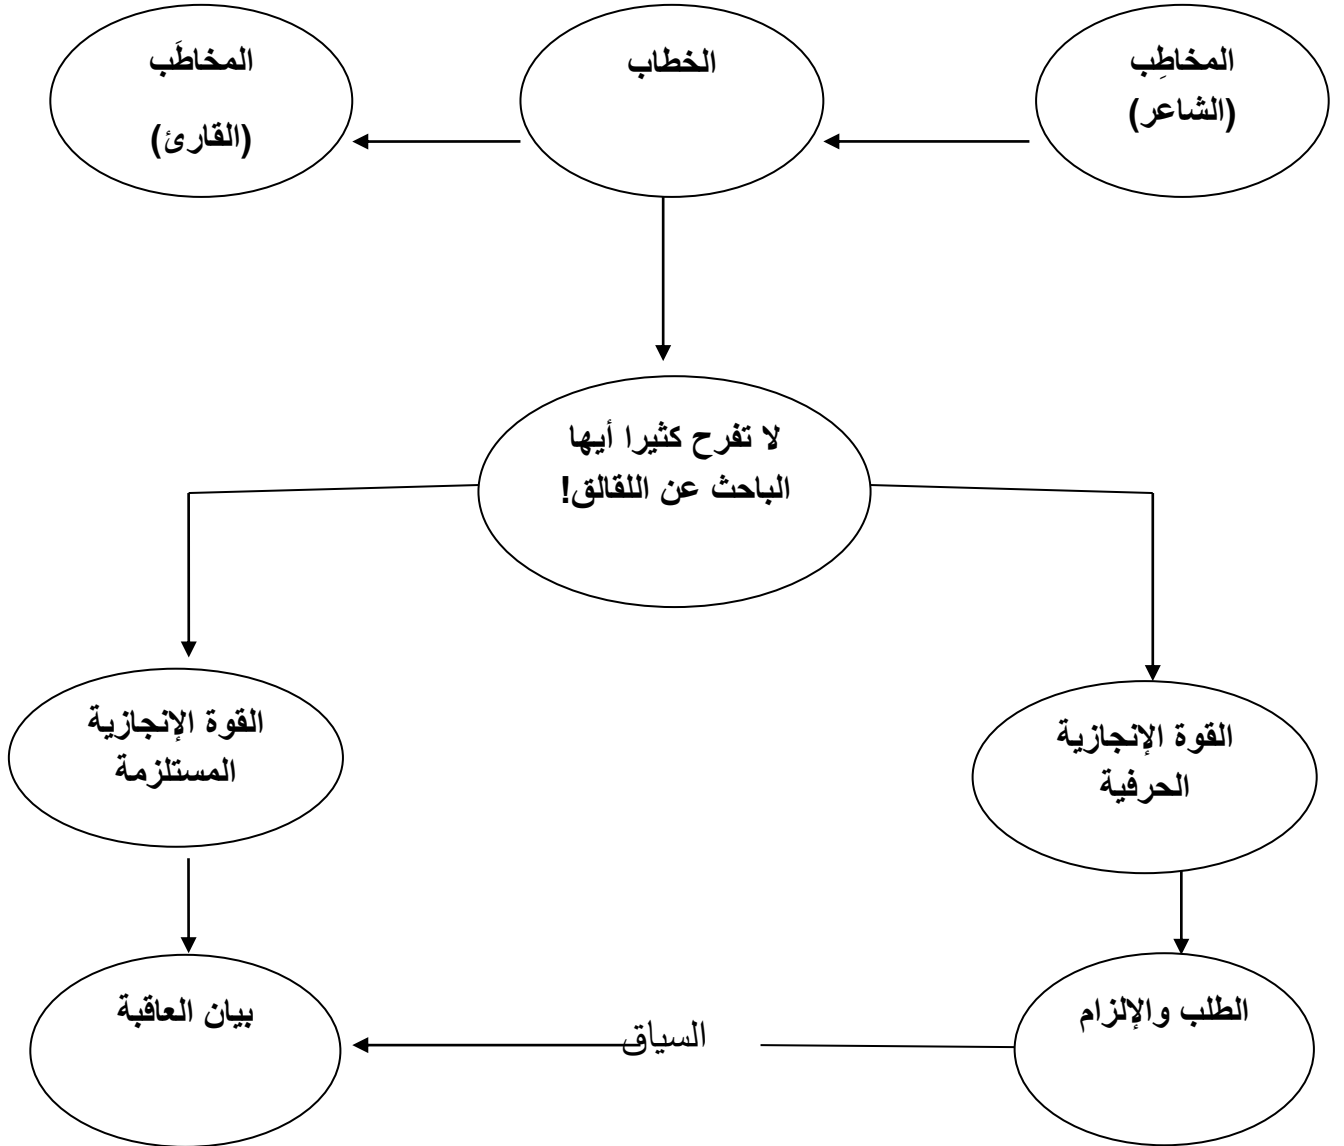 المخاطِب
(الشاعر)
الخطاب
المخاطَب
(القارئ)
لا تفرح كثيرا أيها
الباحث عن اللقالق!
القوة الإنجازية
الحرفية
القوة الإنجازية
المستلزمة
الطلب والإلزام
السياق
بيان العاقبة